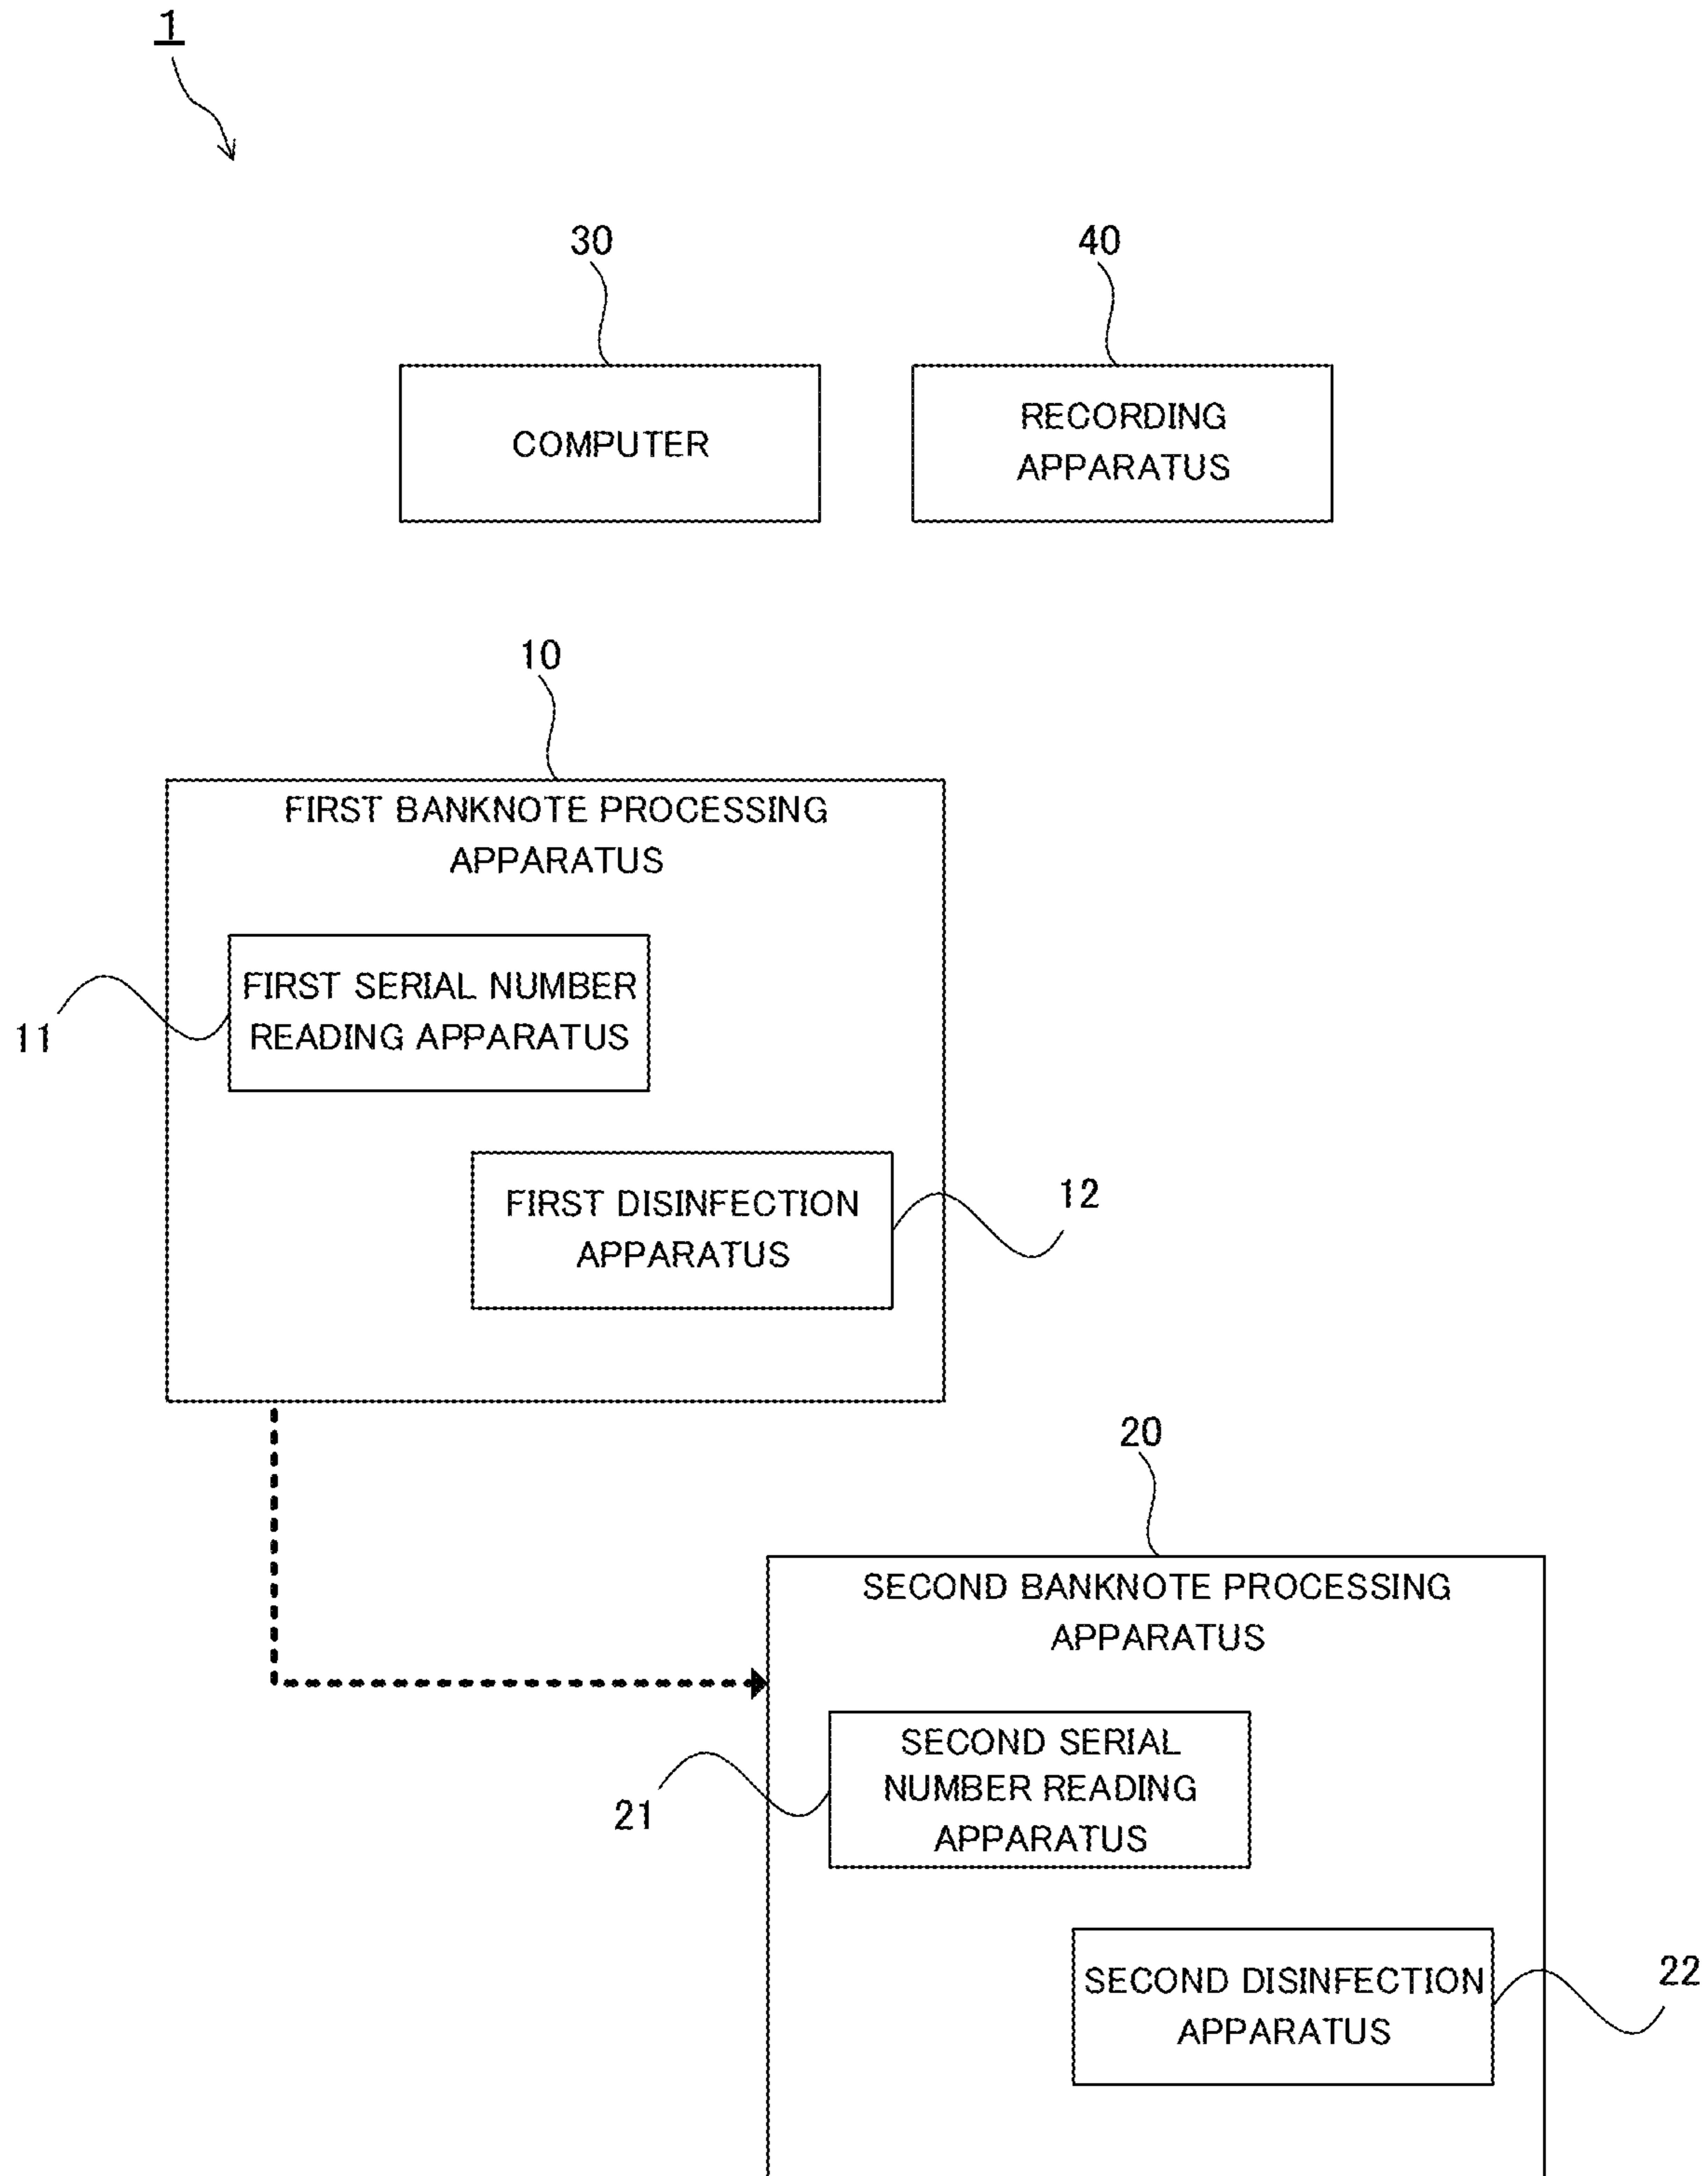 1
30
40
COMPUTER
RECORDING
APPARATUS
10
FIRST BANKNOTE PROCESSING
APPARATUS
FIRST SERIAL NUMBER
READING APPARATUS
11
FIRST DISINFECTION
APPARATUS
12
20
SECOND BANKNOTE PROCESSING
APPARATUS
SECOND SERIAL
NUMBER READING
APPARATUS
21
SECOND DISINFECTION
APPARATUS
22